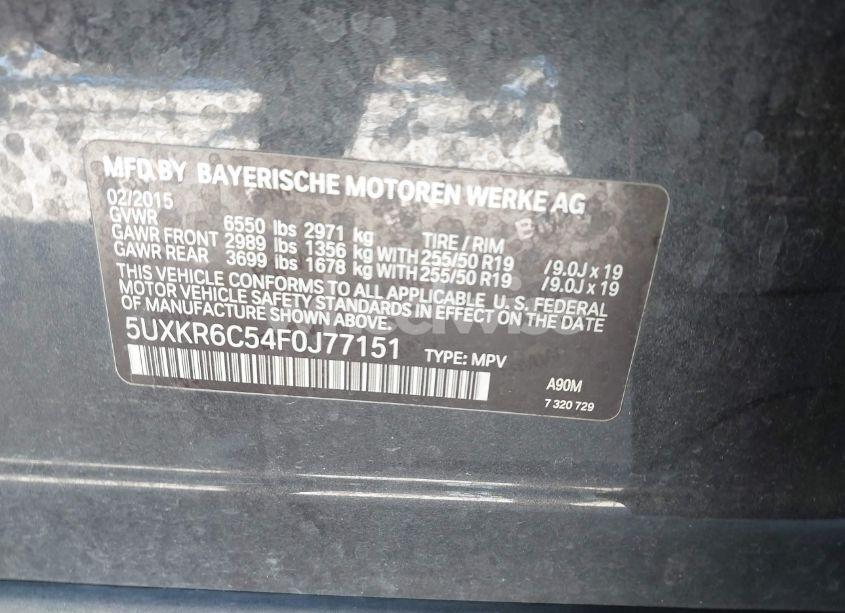 MFD BY BAYERISCHE MOTOREN WERKE AG
02/2015
GVWR 6550 lbs 2971 kg TIRE / RIM
GAWR FRONT 2989 lbs 1356 kg WITH 255/50 R19 /9.0J x 19
GAWR REAR 3699 lbs 1678 kg WITH 255/50 R19 /9.0J x 19
THIS VEHICLE CONFORMS TO ALL APPLICABLE U. S. FEDERAL
MOTOR VEHICLE SAFETY STANDARDS IN EFFECT ON THE DATE
OF MANUFACTURE SHOWN ABOVE.
5UXKR6C54F0J77151 TYPE: MPV
A90M
7 320 729